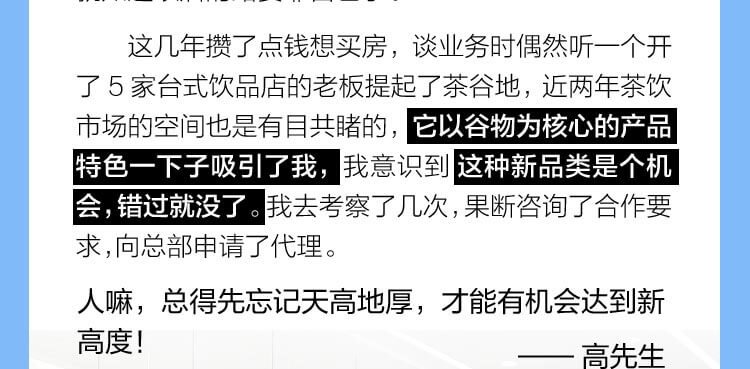 这几年攒了点钱想买房，谈业务时偶然听一个开
了5家台式饮品店的老板提起了茶谷地，近两年茶饮
市场的空间也是有目共睹的，它以谷物为核心的产品
特色一下子吸引了我，我意识到这种新品类是个机
会，错过就没了。我去考察了几次，果断咨询了合作要
求，向总部申请了代理。
人嘛，总得先忘记天高地厚，才能有机会达到新
高度！
—— 高先生